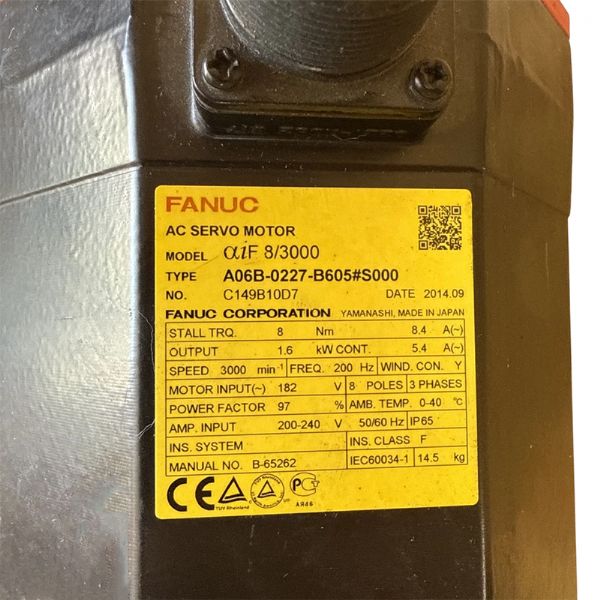 FANUC
AC SERVO MOTOR
MODEL αiF 8/3000
TYPE A06B-0227-B605#S000
NO. C149B10D7 DATE 2014.09
FANUC CORPORATION YAMANASHI, MADE IN JAPAN
STALL TRQ. 8 Nm 8.4 A(~)
OUTPUT 1.6 kW CONT. 5.4 A(~)
SPEED 3000 min⁻¹ FREQ. 200 Hz WIND. CON. Y
MOTOR INPUT(~) 182 V 8 POLES 3 PHASES
POWER FACTOR 97 % AMB. TEMP. 0-40 ℃
AMP. INPUT 200-240 V 50/60 Hz IP65
INS. SYSTEM INS. CLASS F
MANUAL NO. B-65262 IEC60034-1 14.5 kg
CE TUV Rheinland